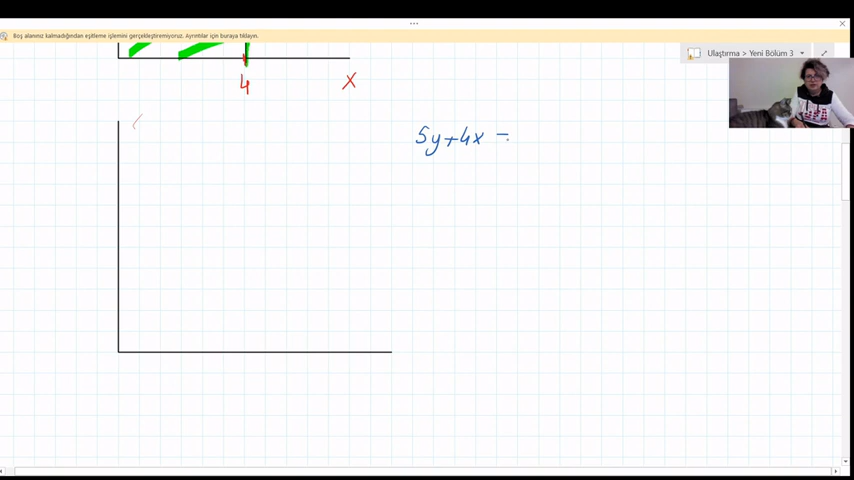 Boş alanınız kalmadığından eşitleme işlemini gerçekleştiremiyoruz. Ayrıntılar için buraya tıklayın.
Ulaştırma > Yeni Bölüm 3
4 x
5y+4x =